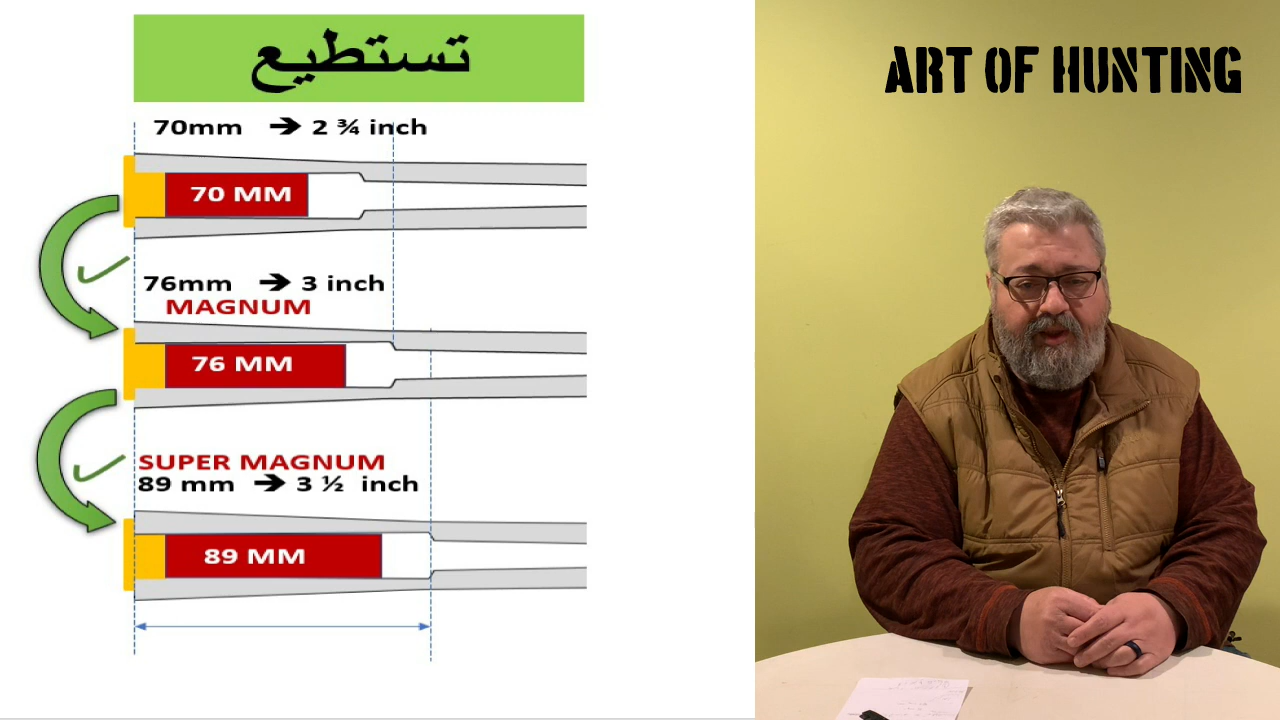 تستطيع
70mm ➔ 2 ¾ inch
70 MM
76mm ➔ 3 inch
MAGNUM
76 MM
SUPER MAGNUM
89 mm ➔ 3 ½ inch
89 MM
ART OF HUNTING